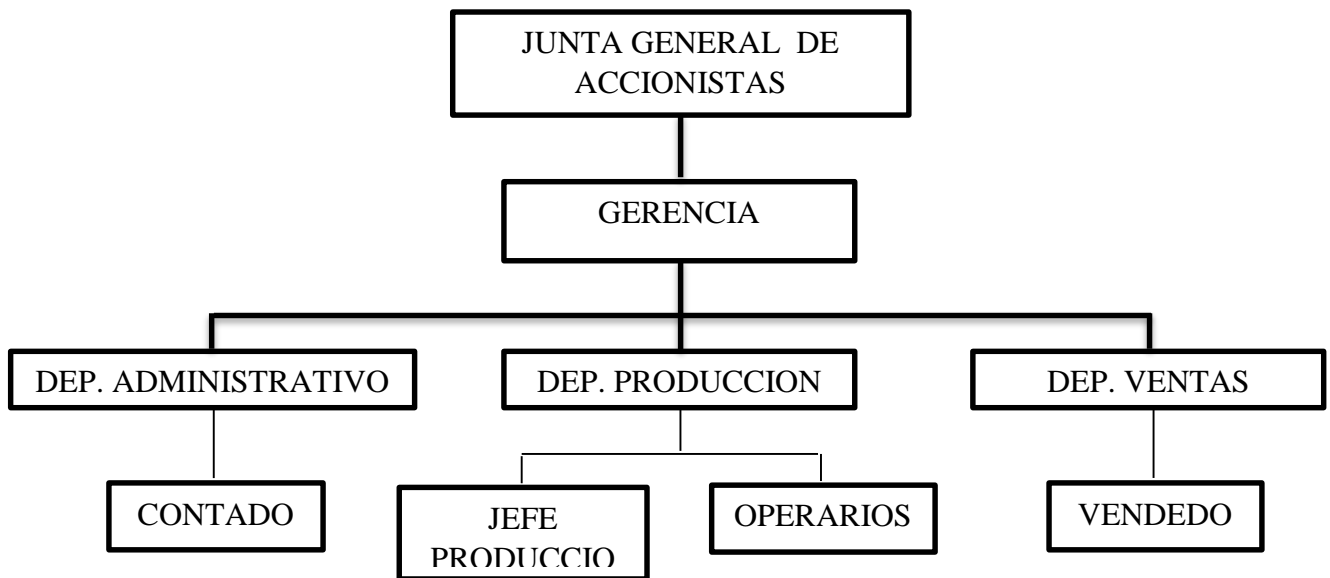 JUNTA GENERAL DE
ACCIONISTAS
GERENCIA
DEP. ADMINISTRATIVO
DEP. PRODUCCION
DEP. VENTAS
CONTADO
JEFE
PRODUCCIO
OPERARIOS
VENDEDO